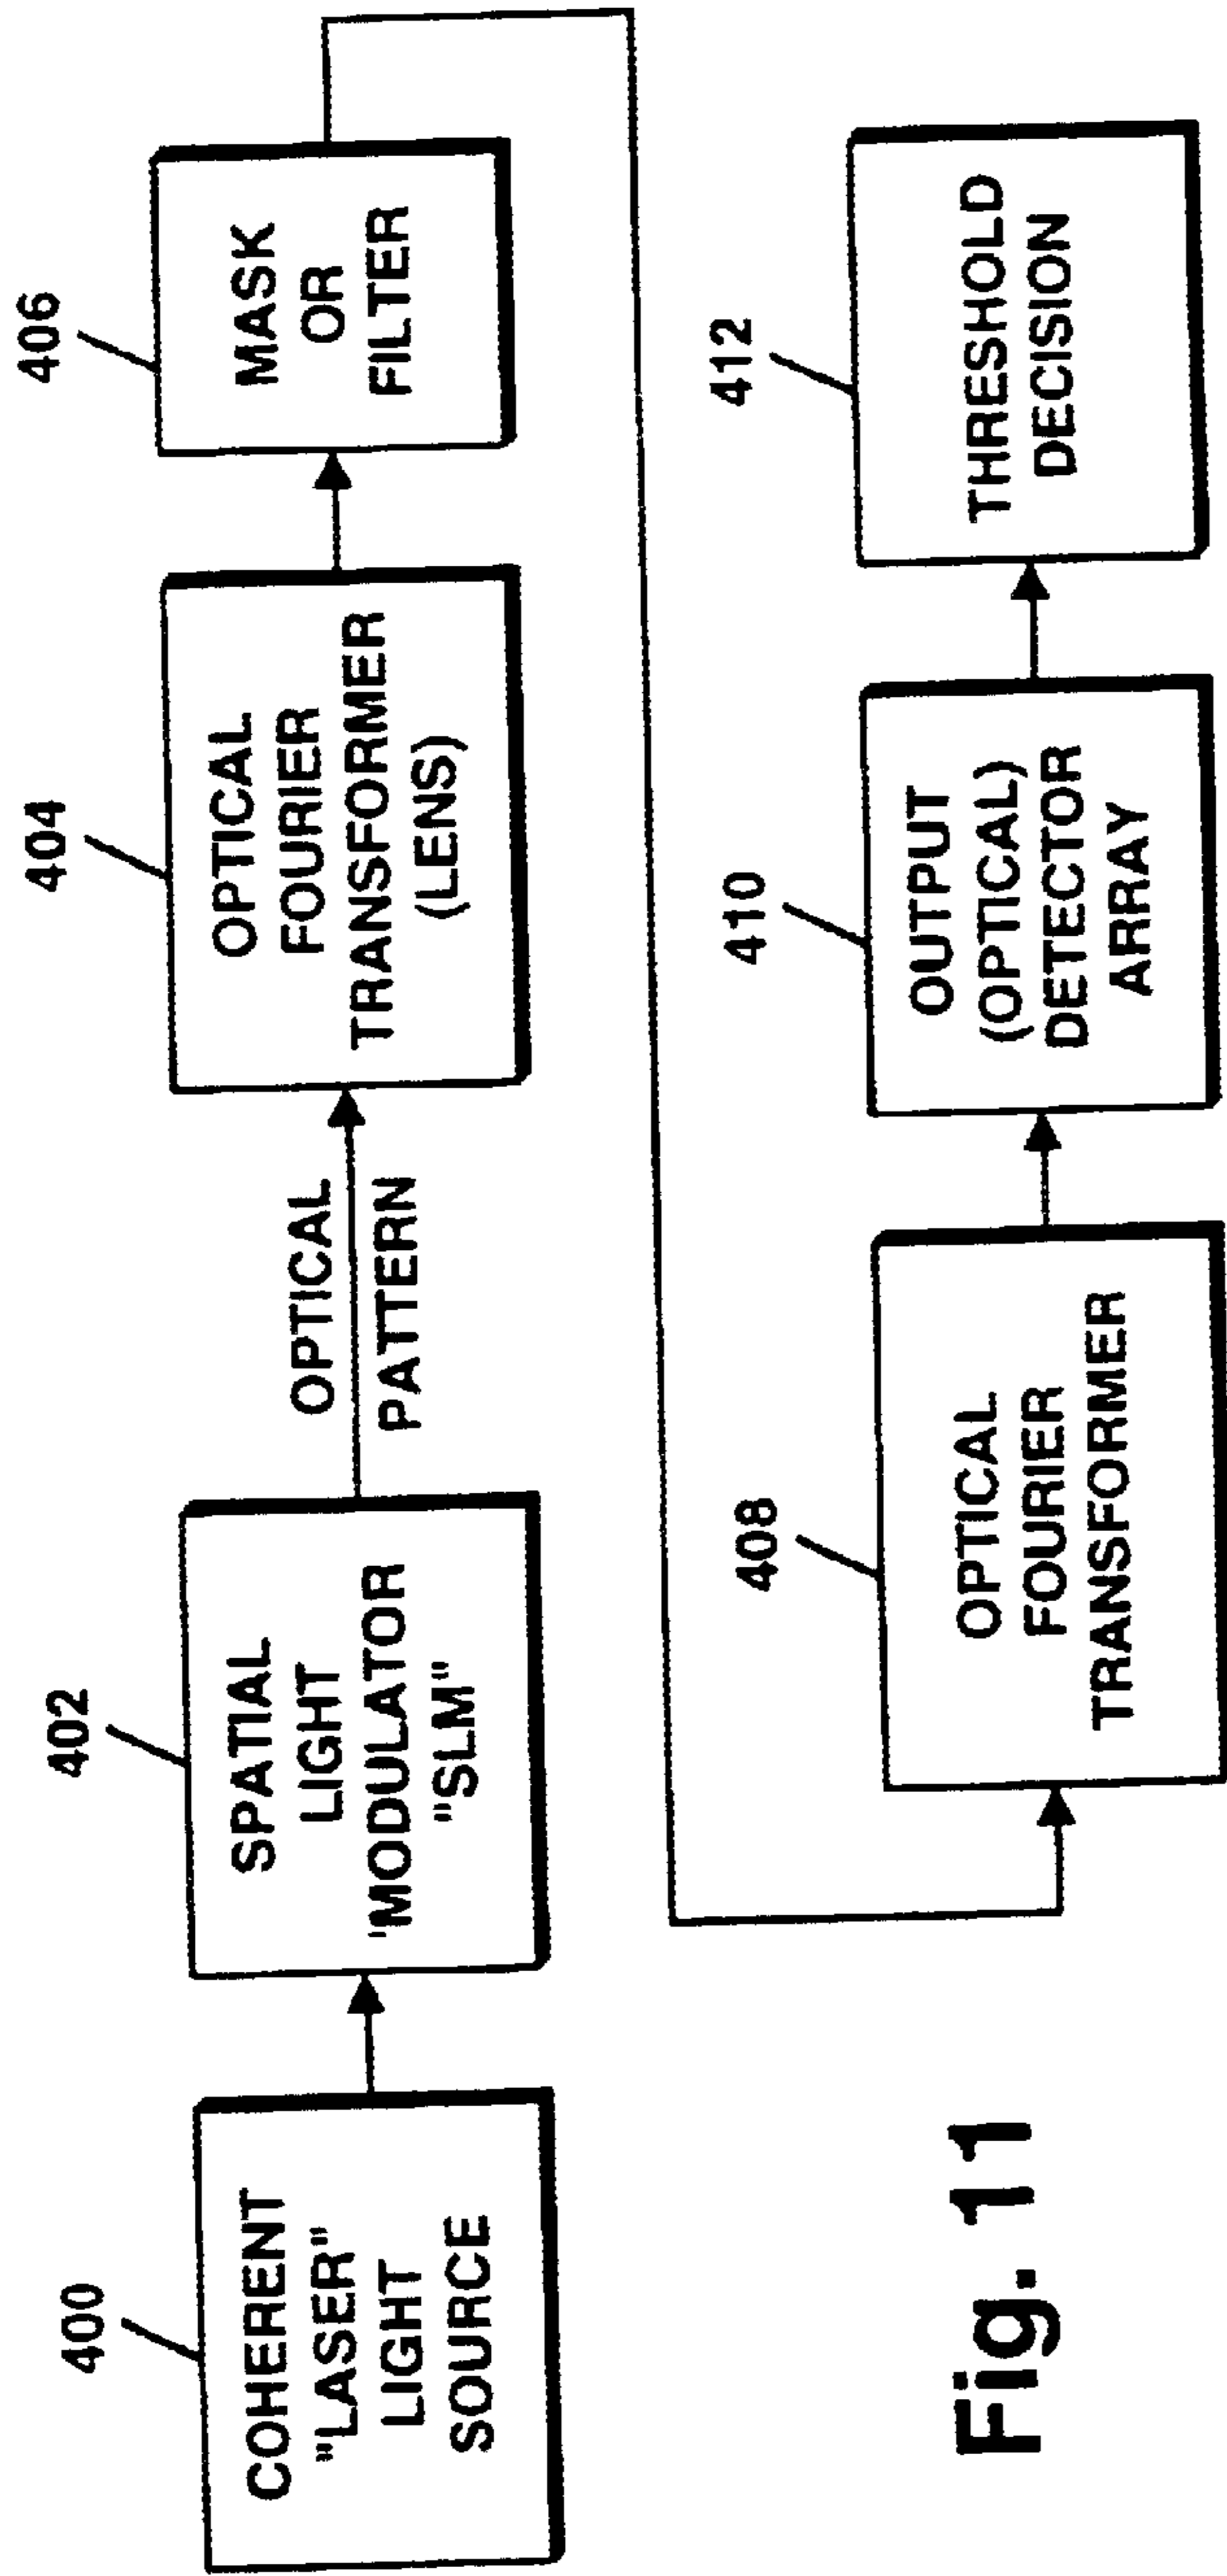 400
COHERENT
"LASER"
LIGHT
SOURCE
402
SPATIAL
LIGHT
'MODULATOR
"SLM"
OPTICAL
PATTERN
404
OPTICAL
FOURIER
TRANSFORMER
(LENS)
406
MASK
OR
FILTER
408
OPTICAL
FOURIER
TRANSFORMER
410
OUTPUT
(OPTICAL)
DETECTOR
ARRAY
412
THRESHOLD
DECISION
Fig. 11